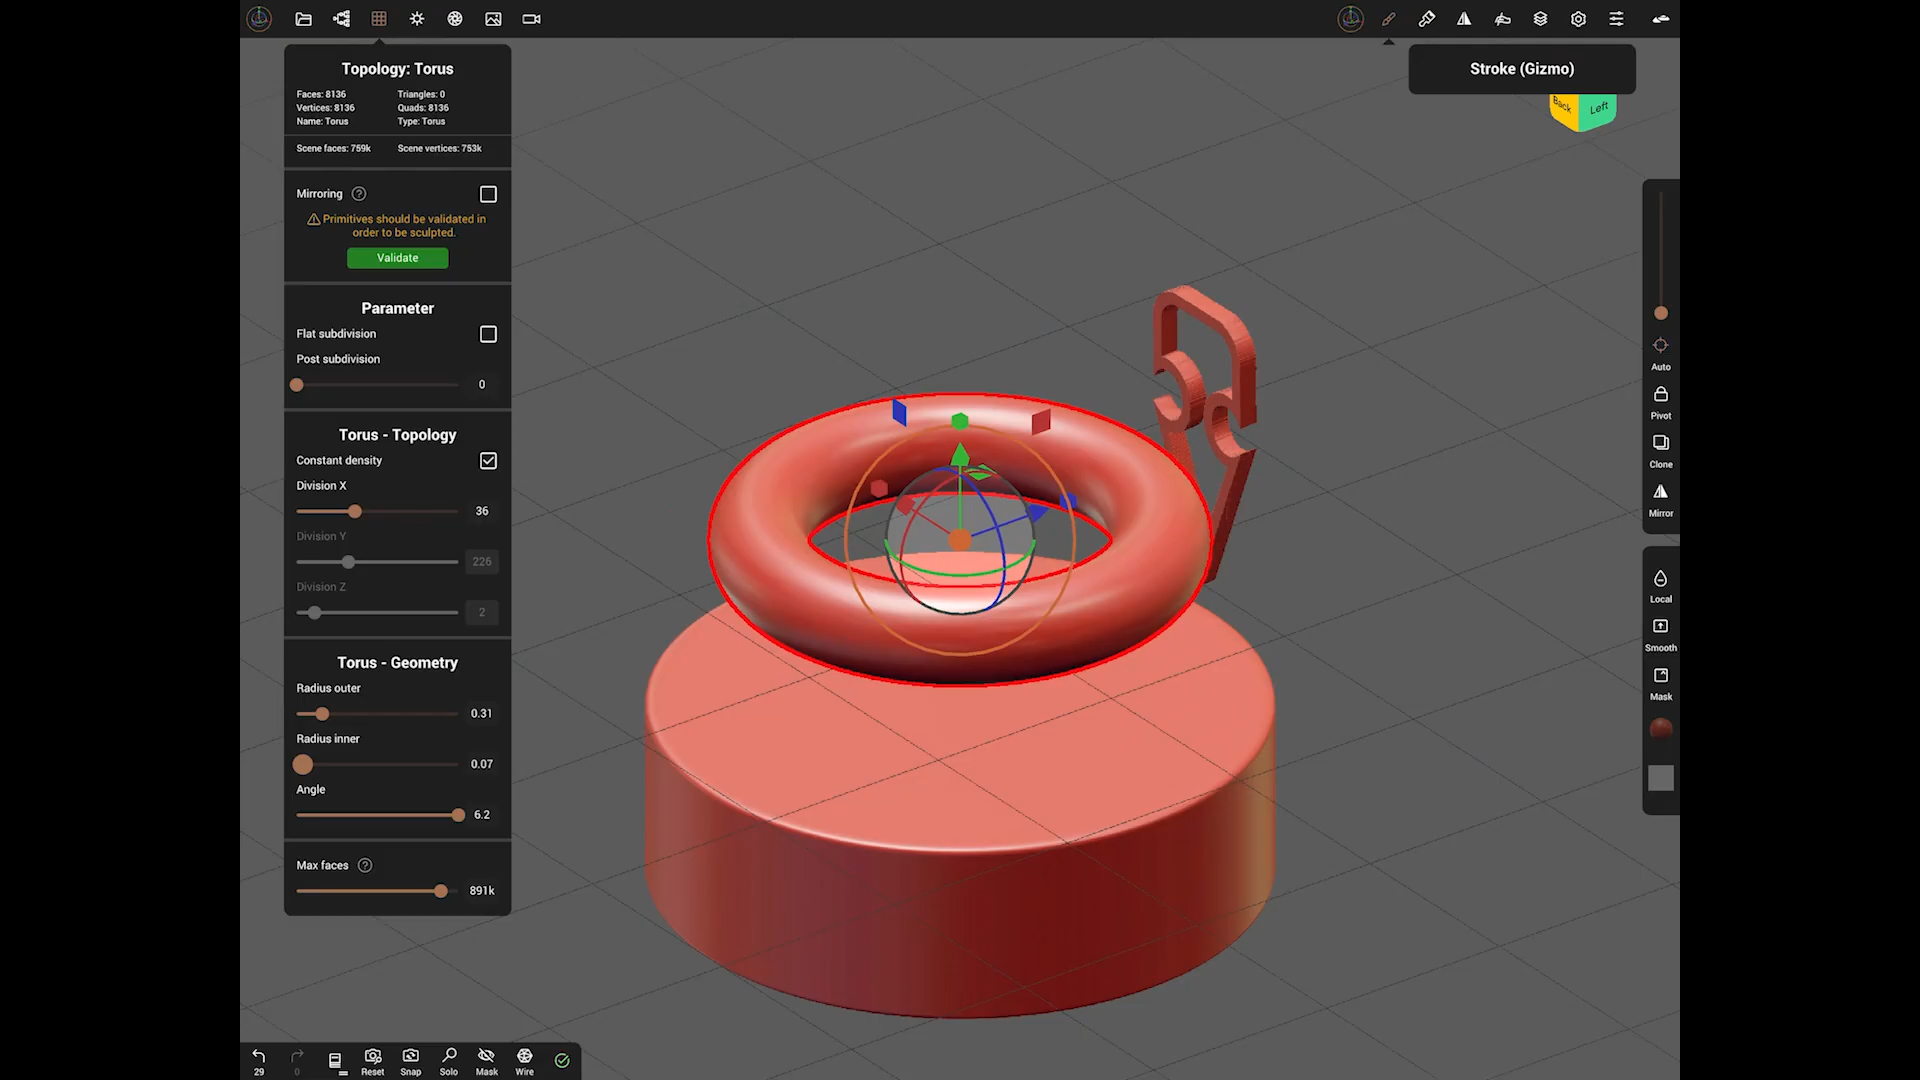 Topology: Torus
Faces: 8136 Triangles: 0
Vertices: 8136 Quads: 8136
Name: Torus Type: Torus
Scene faces: 759k Scene vertices: 753k
Mirroring ?
Primitives should be validated in
order to be sculpted.
Validate
Parameter
Flat subdivision
Post subdivision
0
Torus - Topology
Constant density
Division X
36
Division Y
226
Division Z
2
Torus - Geometry
Radius outer
0.31
Radius inner
0.07
Angle
6.2
Max faces ?
891k
Stroke (Gizmo)
Back
Left
Auto
Pivot
Clone
Mirror
Local
Smooth
Mask
29 0 Reset Snap Solo Mask Wire